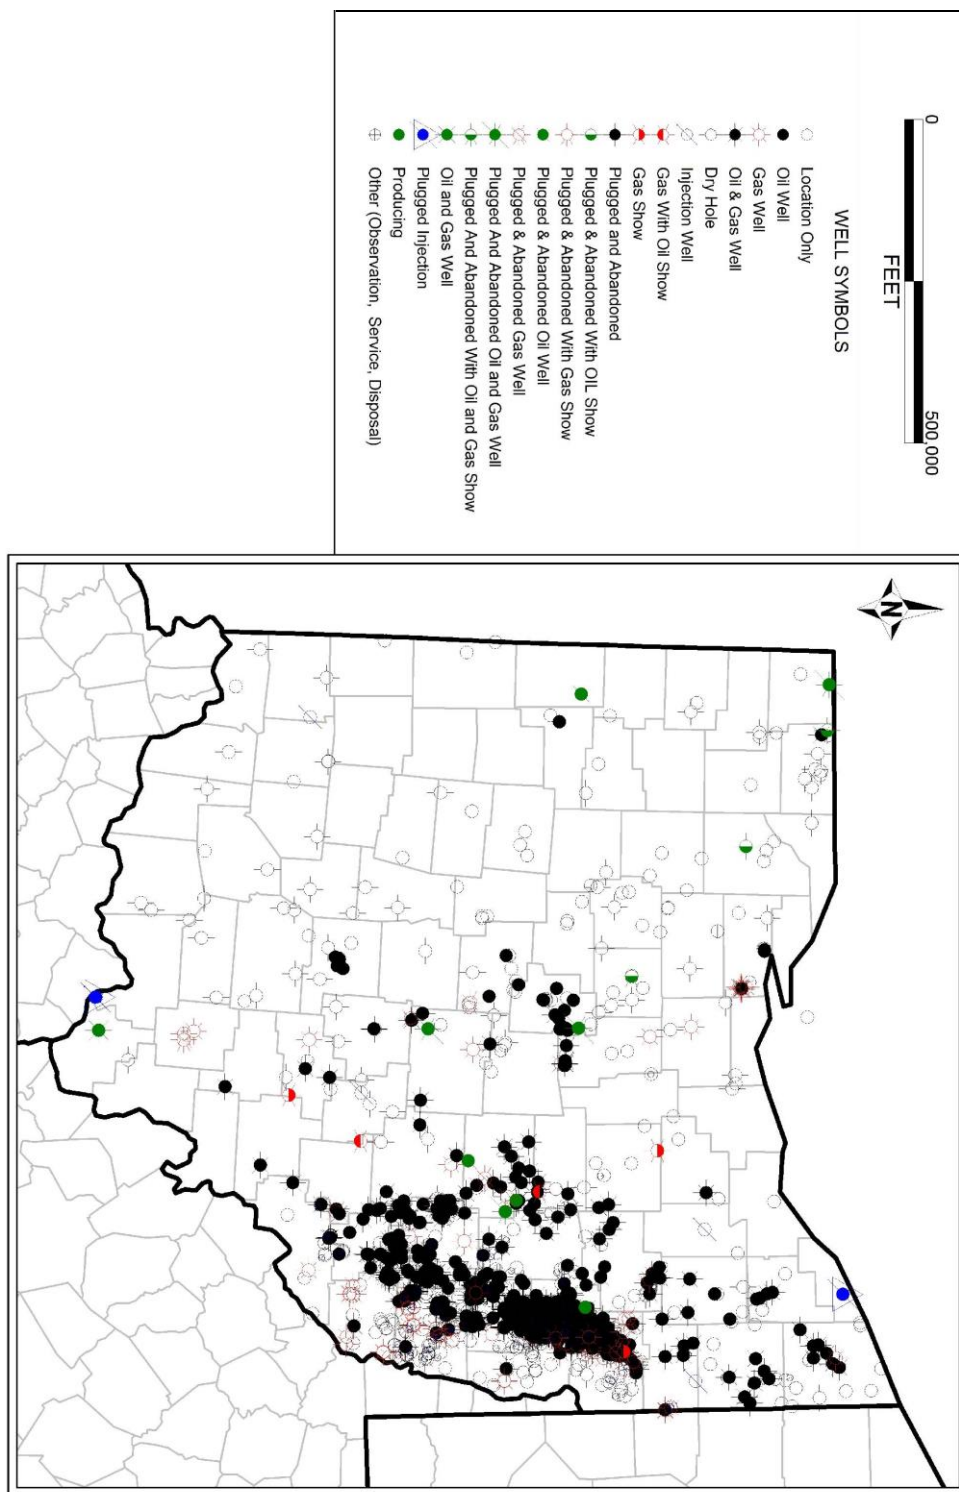 N
0
500,000
FEET
WELL SYMBOLS
Location Only
Oil Well
Gas Well
Oil & Gas Well
Dry Hole
Injection Well
Gas With Oil Show
Gas Show
Plugged and Abandoned
Plugged & Abandoned With OIL Show
Plugged & Abandoned With Gas Show
Plugged & Abandoned Oil Well
Plugged & Abandoned Gas Well
Plugged And Abandoned Oil and Gas Well
Plugged And Abandoned With Oil and Gas Show
Oil and Gas Well
Plugged Injection
Producing
Other (Observation, Service, Disposal)